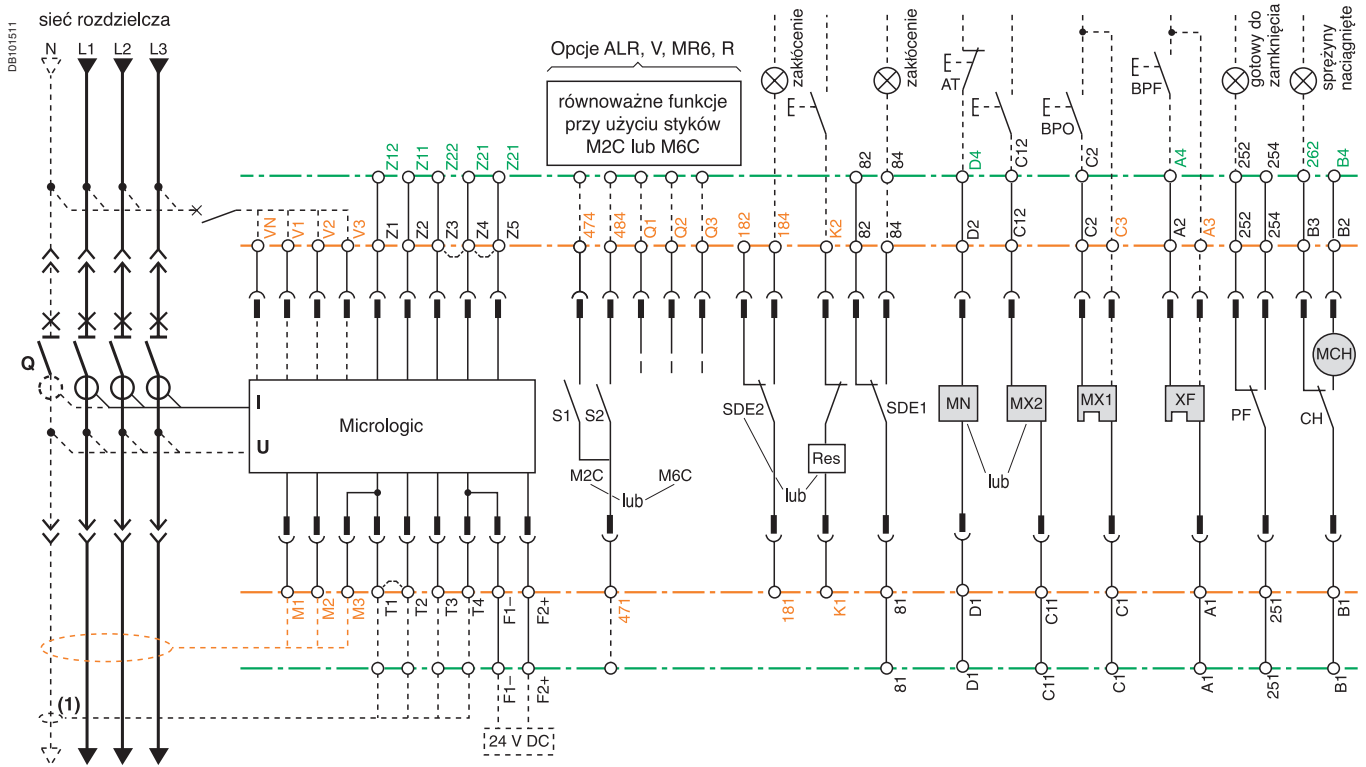 DB101511
sieć rozdzielcza
N L1 L2 L3
Opcje ALR, V, MR6, R
równoważne funkcje
przy użyciu styków
M2C lub M6C
zakłócenie
zakłócenie
AT
BPO
BPF
gotowy do
zamknięcia
sprężyny
naciągnięte
Z12 Z11 Z22 Z21 Z21 82 84 D4 C12 C2 A4 252 254 262 B4
VN V1 V2 V3 Z1 Z2 Z3 Z4 Z5 474 484 Q1 Q2 Q3 182 184 K2 82 84 D2 C12 C2 C3 A2 A3 252 254 B3 B2
Q
I
U
Micrologic
S1 S2
M2C lub M6C
SDE2
Res
lub
SDE1
MN
MX2
lub
MX1
XF
PF
CH
MCH
M1 M2 M3 T1 T2 T3 T4 F1– F2+ 471 181 K1 81 D1 C11 C1 A1 251 B1
(1)
F1– F2+ 81 D1 C11 C1 A1 251 B1
24 V DC